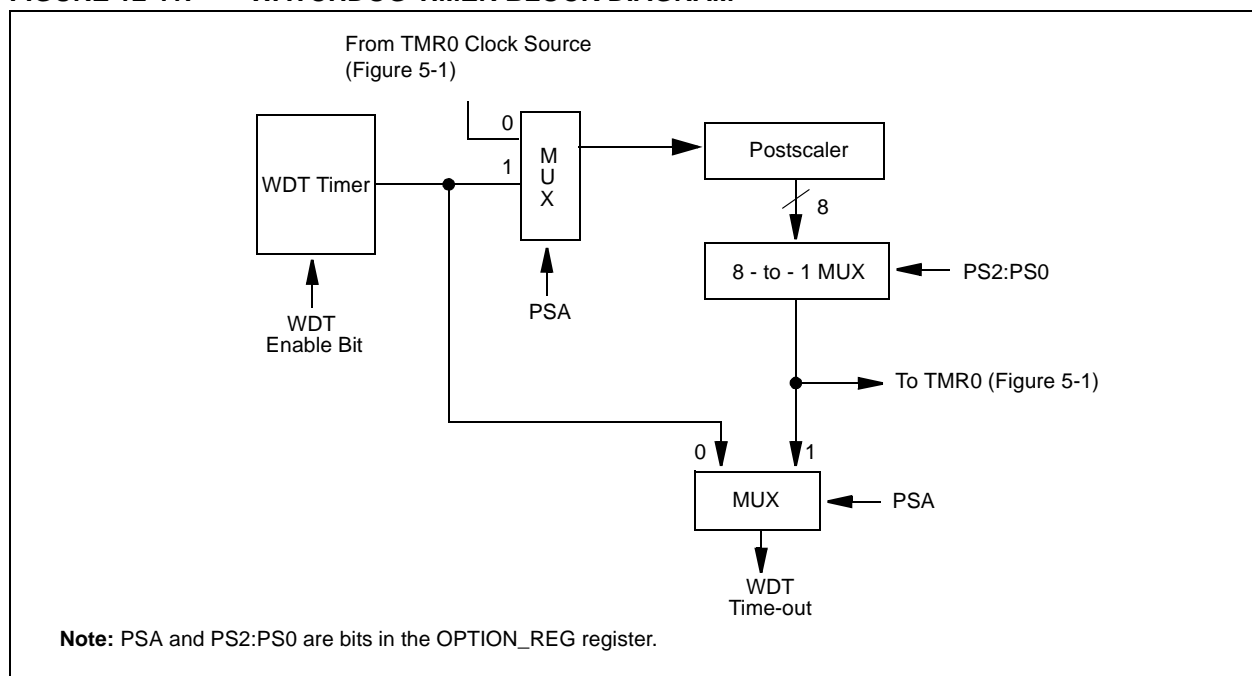 From TMR0 Clock Source
(Figure 5-1)
0
1
M
U
X
WDT Timer
Postscaler
8
8 - to - 1 MUX
PS2:PS0
PSA
WDT
Enable Bit
To TMR0 (Figure 5-1)
0
1
MUX
PSA
WDT
Time-out
Note: PSA and PS2:PS0 are bits in the OPTION_REG register.